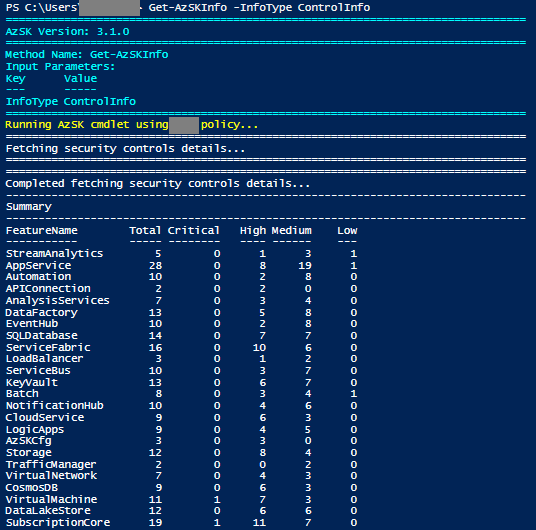 PS C:\Users\ > Get-AzSKInfo -InfoType ControlInfo
================================================================================
AzSK Version: 3.1.0
================================================================================
Method Name: Get-AzSKInfo
Input Parameters:
Key Value
--- -----
InfoType ControlInfo
================================================================================
Running AzSK cmdlet using policy...
================================================================================
Fetching security controls details...
================================================================================
================================================================================
Completed fetching security controls details...
--------------------------------------------------------------------------------
Summary
--------------------------------------------------------------------------------
FeatureName Total Critical High Medium Low
----------- ----- -------- ---- ------ ---
StreamAnalytics 5 0 1 3 1
AppService 28 0 8 19 1
Automation 10 0 2 8 0
APIConnection 2 0 2 0 0
AnalysisServices 7 0 3 4 0
DataFactory 13 0 5 8 0
EventHub 10 0 2 8 0
SQLDatabase 14 0 7 7 0
ServiceFabric 16 0 10 6 0
LoadBalancer 3 0 1 2 0
ServiceBus 10 0 3 7 0
KeyVault 13 0 6 7 0
Batch 8 0 3 4 1
NotificationHub 10 0 4 6 0
CloudService 9 0 6 3 0
LogicApps 9 0 4 5 0
AzSKCfg 3 0 3 0 0
Storage 12 0 8 4 0
TrafficManager 2 0 0 2 0
VirtualNetwork 7 0 4 3 0
CosmosDB 9 0 6 3 0
VirtualMachine 11 1 7 3 0
DataLakeStore 12 0 6 6 0
SubscriptionCore 19 1 11 7 0